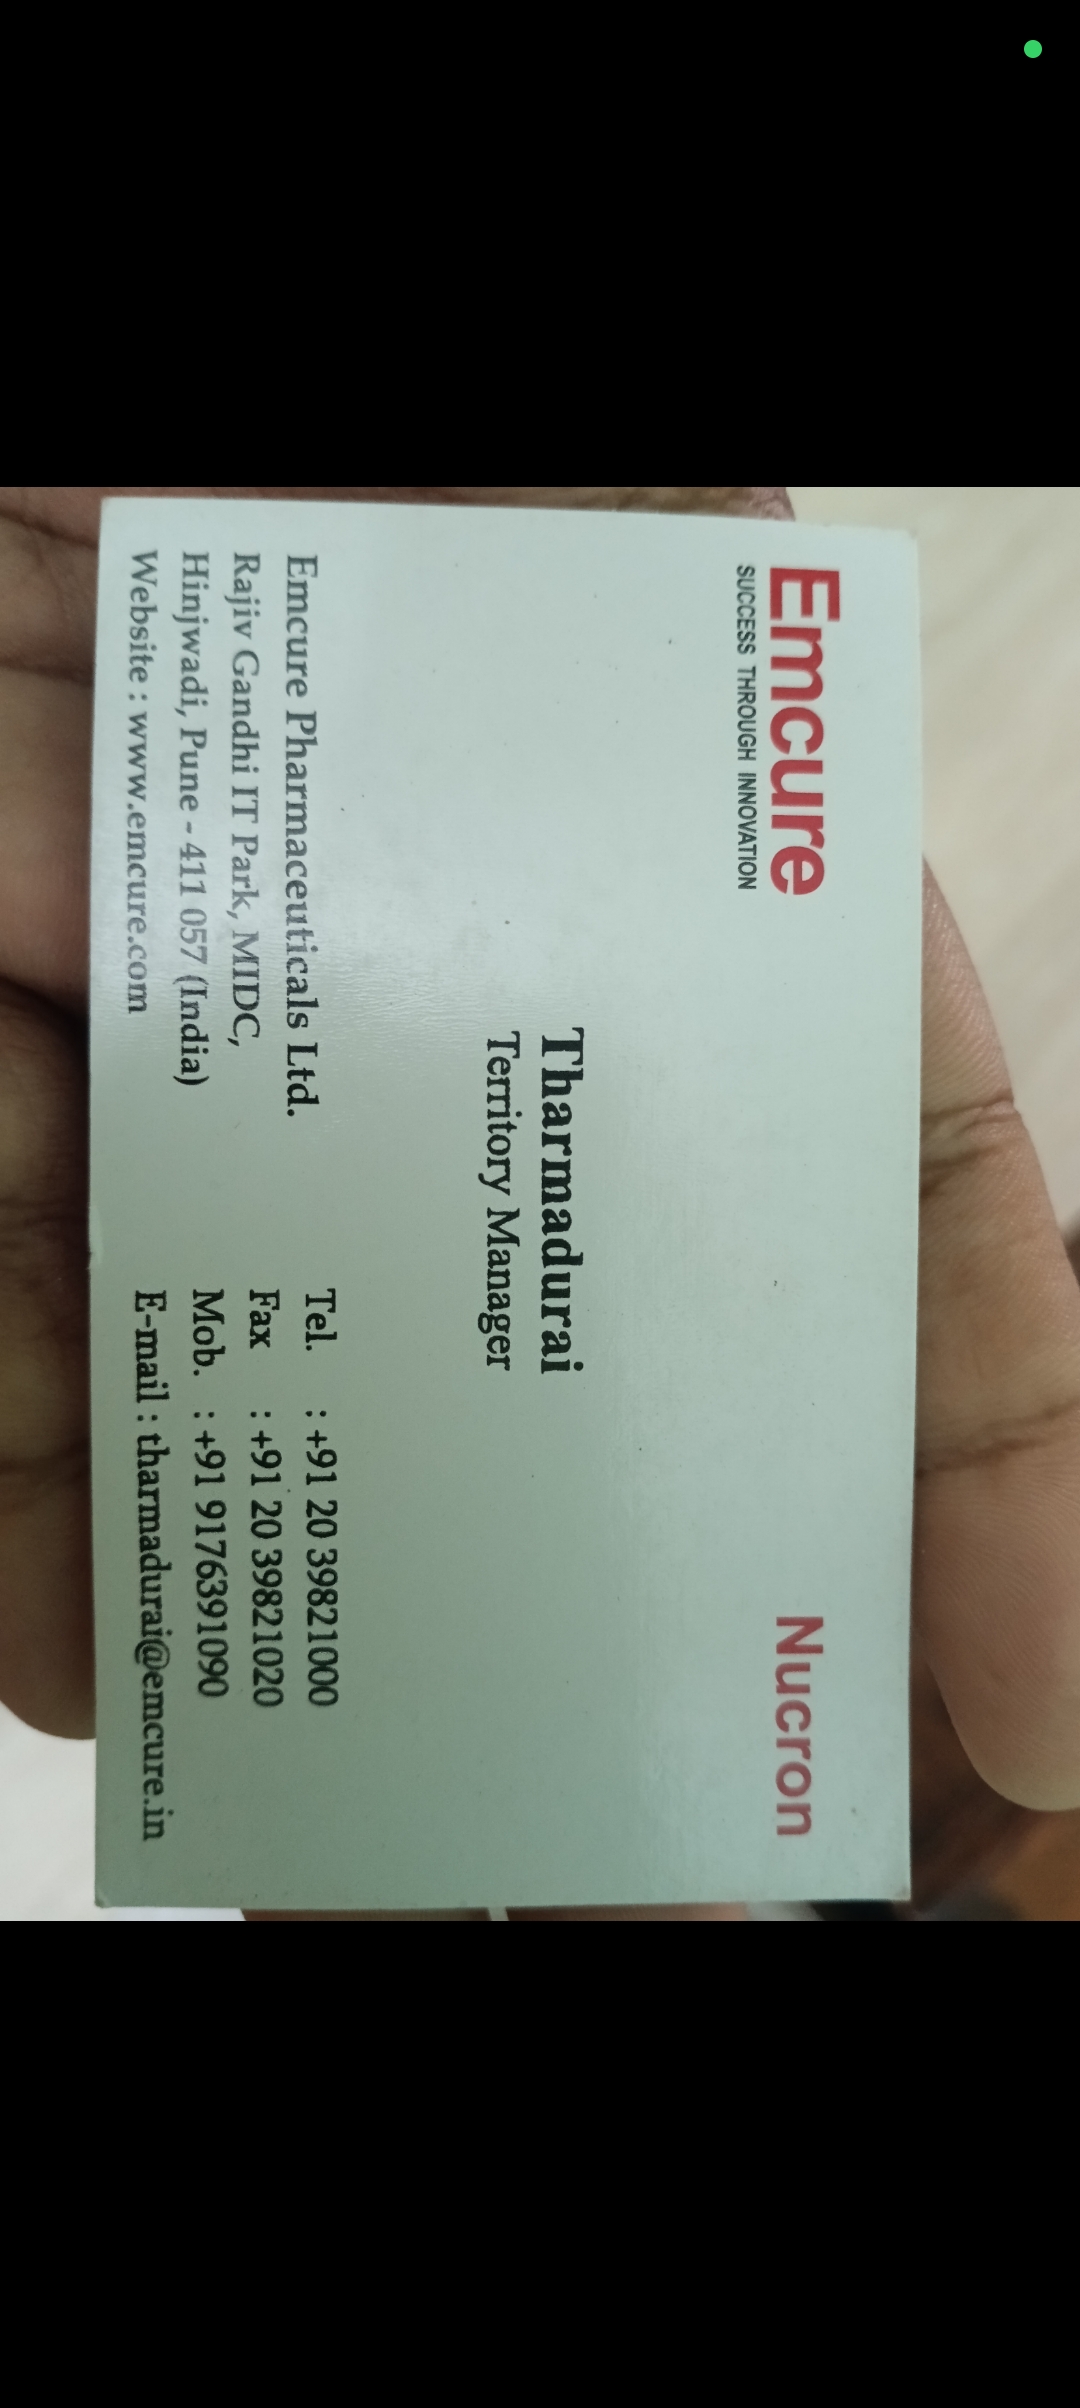 Emcure
SUCCESS THROUGH INNOVATION
Nucron
Tharmadurai
Territory Manager
Emcure Pharmaceuticals Ltd.
Rajiv Gandhi IT Park, MIDC,
Hinjwadi, Pune - 411 057 (India)
Website : www.emcure.com
Tel. : +91 20 39821000
Fax : +91 20 39821020
Mob. : +91 9176391090
E-mail : tharmadurai@emcure.in